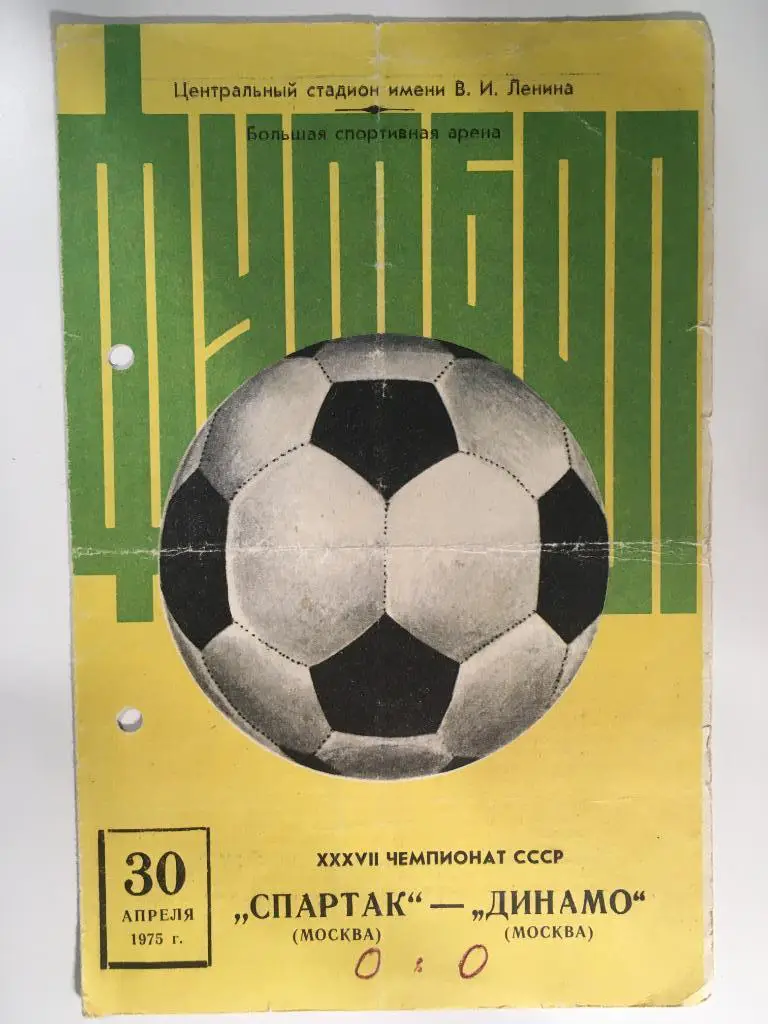 Центральный стадион имени В. И. Ленина
Большая спортивная арена
ФУТБОЛ
30
АПРЕЛЯ
1975 г.
XXXVII ЧЕМПИОНАТ СССР
„СПАРТАК“ — „ДИНАМО“
(МОСКВА) (МОСКВА)
0 : 0